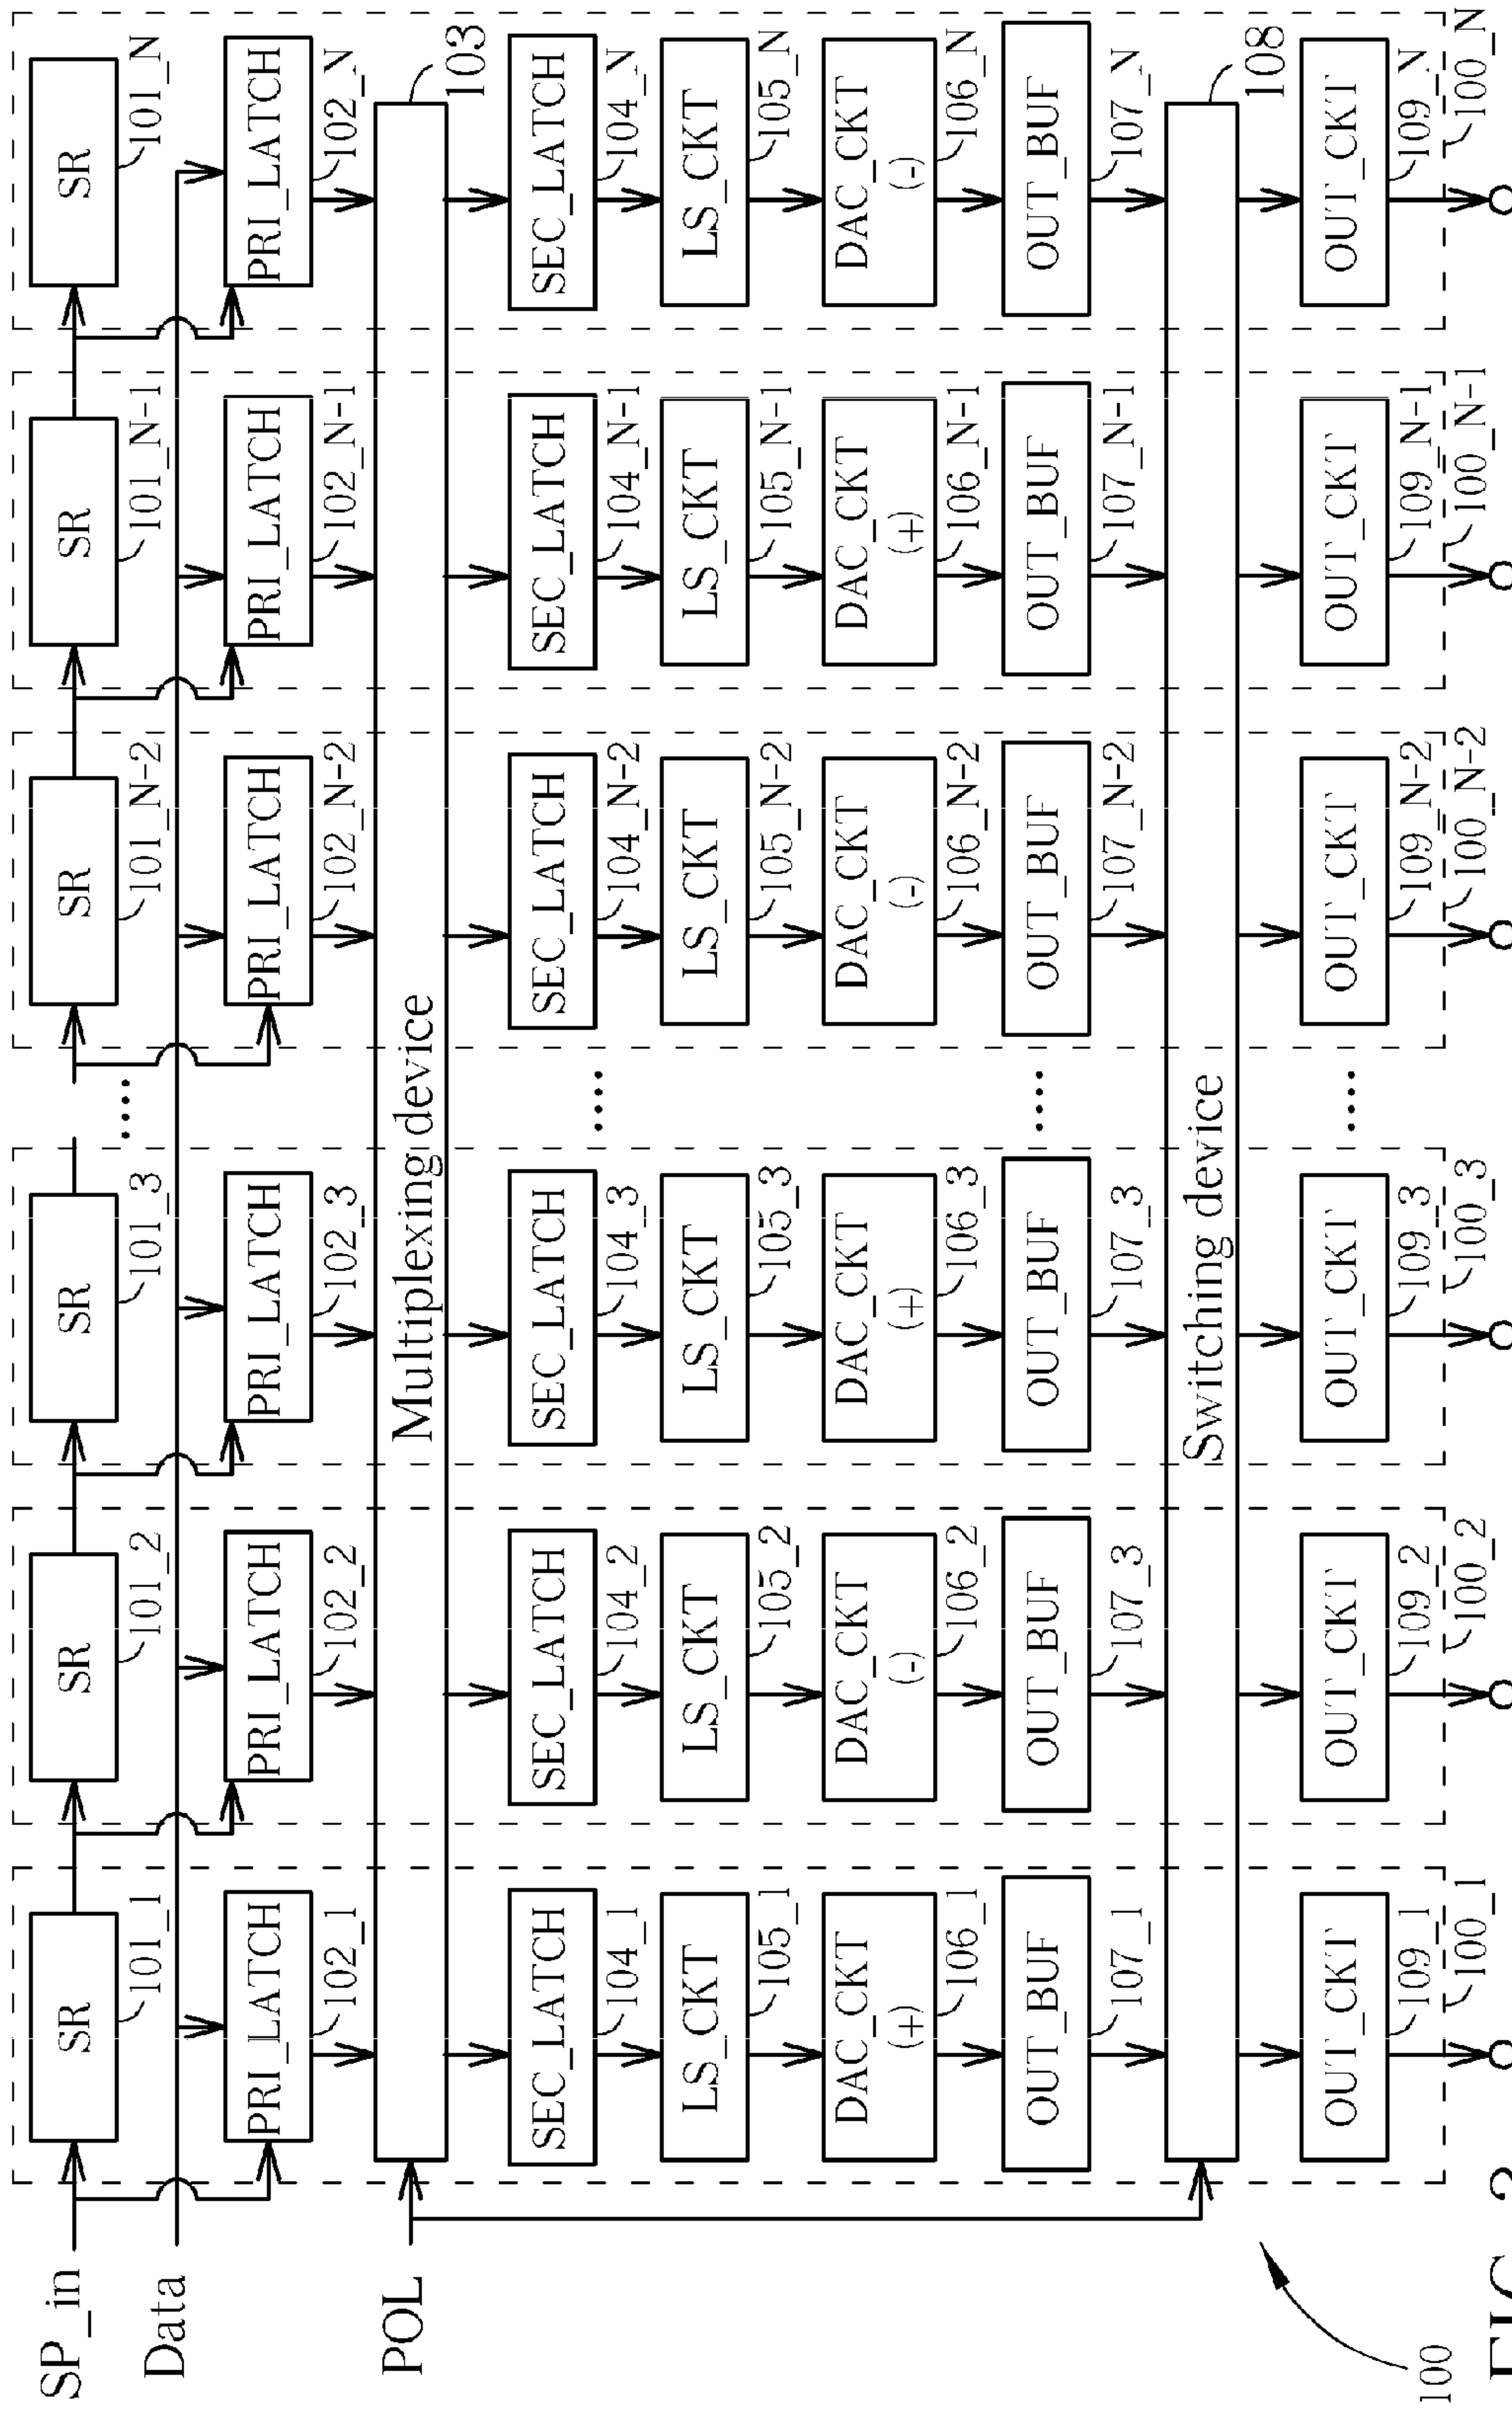 SP_in
SR
SR
SR
SR
SR
SR
101_1
101_2
101_3
....
101_N-2
101_N-1
101_N
Data
PRI_LATCH
PRI_LATCH
PRI_LATCH
PRI_LATCH
PRI_LATCH
PRI_LATCH
102_1
102_2
102_3
102_N-2
102_N-1
102_N
POL
Multiplexing device
103
SEC_LATCH
SEC_LATCH
SEC_LATCH
....
SEC_LATCH
SEC_LATCH
SEC_LATCH
104_1
104_2
104_3
104_N-2
104_N-1
104_N
LS_CKT
LS_CKT
LS_CKT
LS_CKT
LS_CKT
LS_CKT
105_1
105_2
105_3
105_N-2
105_N-1
105_N
DAC_CKT
(+)
DAC_CKT
(-)
DAC_CKT
(+)
DAC_CKT
(-)
DAC_CKT
(+)
DAC_CKT
(-)
106_1
106_2
106_3
106_N-2
106_N-1
106_N
OUT_BUF
OUT_BUF
OUT_BUF
....
OUT_BUF
OUT_BUF
OUT_BUF
107_1
107_3
107_3
107_N-2
107_N-1
107_N
Switching device
108
OUT_CKT
OUT_CKT
OUT_CKT
....
OUT_CKT
OUT_CKT
OUT_CKT
109_1
109_2
109_3
109_N-2
109_N-1
109_N
100
100_1
100_2
100_3
100_N-2
100_N-1
100_N
FIG.